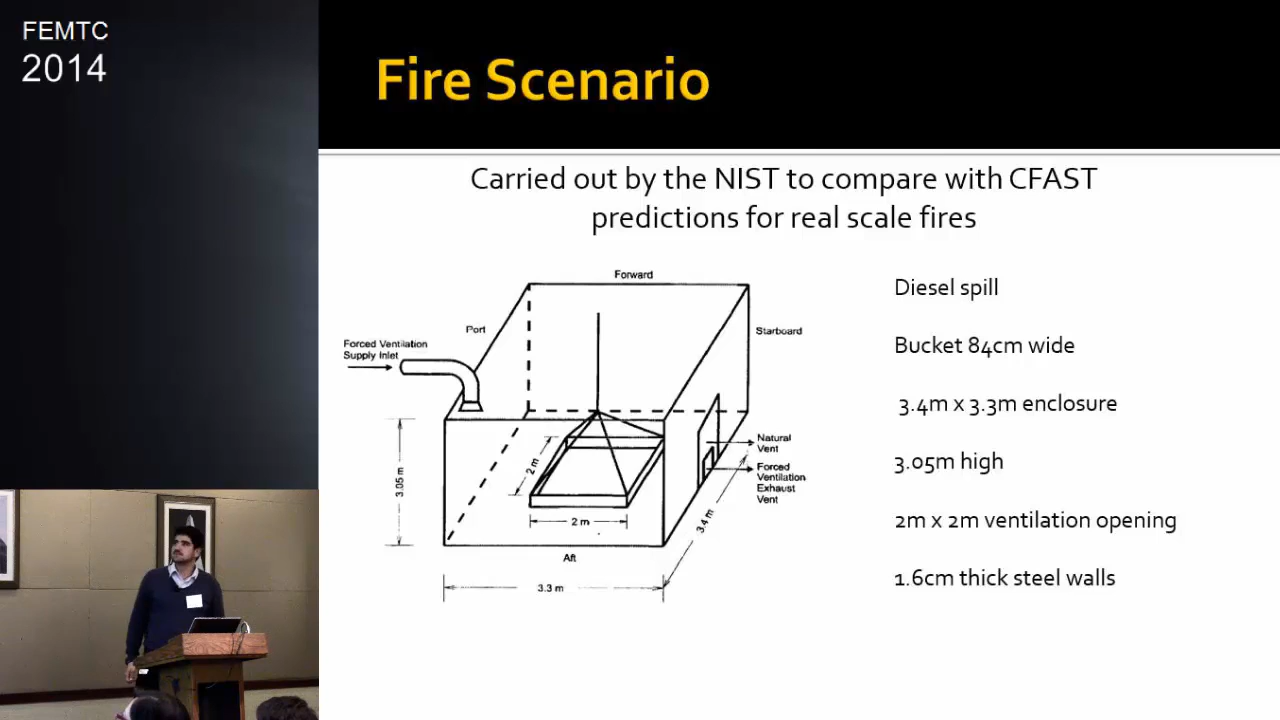 FEMTC
2014
Fire Scenario
Carried out by the NIST to compare with CFAST
predictions for real scale fires
Forward
Port
Starboard
Forced Ventilation
Supply Inlet
Natural
Vent
Forced
Ventilation
Exhaust
Vent
3.05 m
2 m
2 m
3.4 m
Aft
3.3 m
Diesel spill
Bucket 84cm wide
3.4m x 3.3m enclosure
3.05m high
2m x 2m ventilation opening
1.6cm thick steel walls